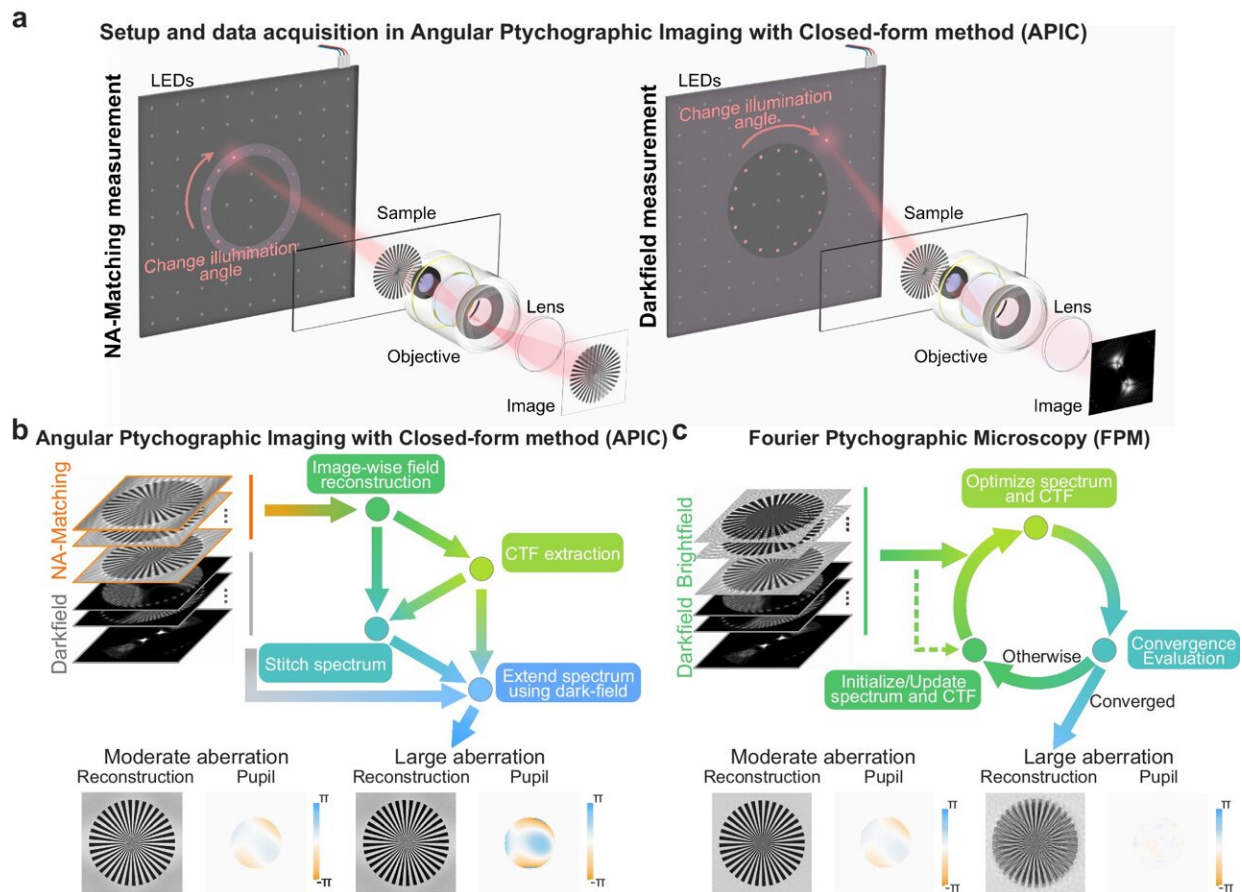 a
Setup and data acquisition in Angular Ptychographic Imaging with Closed-form method (APIC)
NA-Matching measurement
LEDs
Change illumination
angle
Sample
Objective
Lens
Image
Darkfield measurement
LEDs
Change illumination
angle
Sample
Objective
Lens
Image
b
Angular Ptychographic Imaging with Closed-form method (APIC)
NA-Matching
Darkfield
Image-wise field
reconstruction
CTF extraction
Stitch spectrum
Extend spectrum
using dark-field
Moderate aberration
Reconstruction
Pupil
π
-π
Large aberration
Reconstruction
Pupil
π
-π
c
Fourier Ptychographic Microscopy (FPM)
Brightfield
Darkfield
Optimize spectrum
and CTF
Convergence
Evaluation
Otherwise
Initialize/Update
spectrum and CTF
Converged
Moderate aberration
Reconstruction
Pupil
π
-π
Large aberration
Reconstruction
Pupil
π
-π